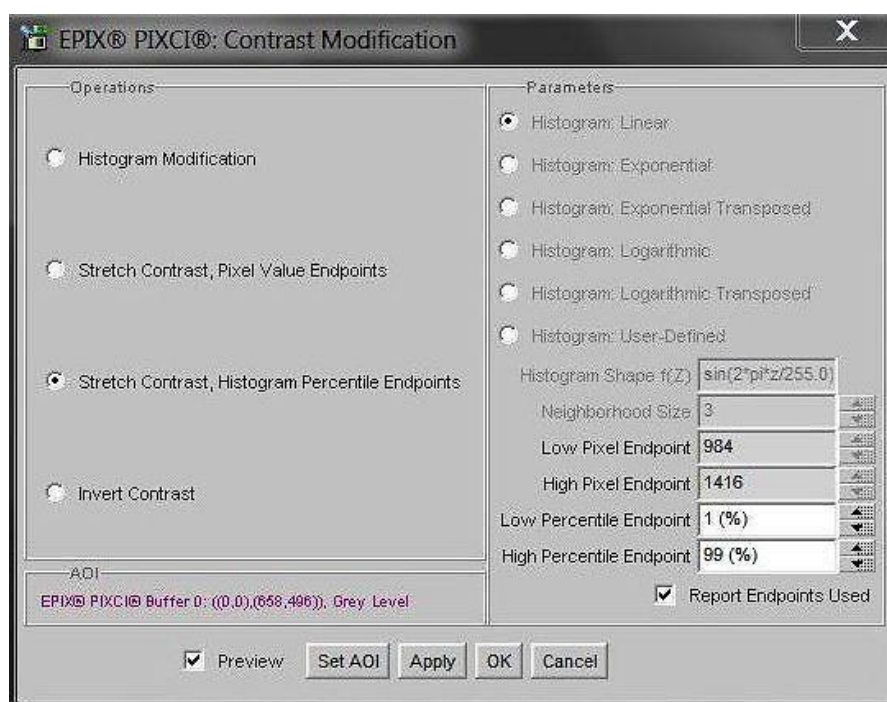 EPIX® PIXCI®: Contrast Modification
X
Operations
Histogram Modification
Stretch Contrast, Pixel Value Endpoints
Stretch Contrast, Histogram Percentile Endpoints
Invert Contrast
AOI
EPIX® PIXCI® Buffer 0: ((0,0),(658,496)), Grey Level
Parameters
Histogram: Linear
Histogram: Exponential
Histogram: Exponential Transposed
Histogram: Logarithmic
Histogram: Logarithmic Transposed
Histogram: User-Defined
Histogram Shape f(Z) sin(2*pi*z/255.0)
Neighborhood Size 3
Low Pixel Endpoint 984
High Pixel Endpoint 1416
Low Percentile Endpoint 1 (%)
High Percentile Endpoint 99 (%)
Report Endpoints Used
Preview Set AOI Apply OK Cancel